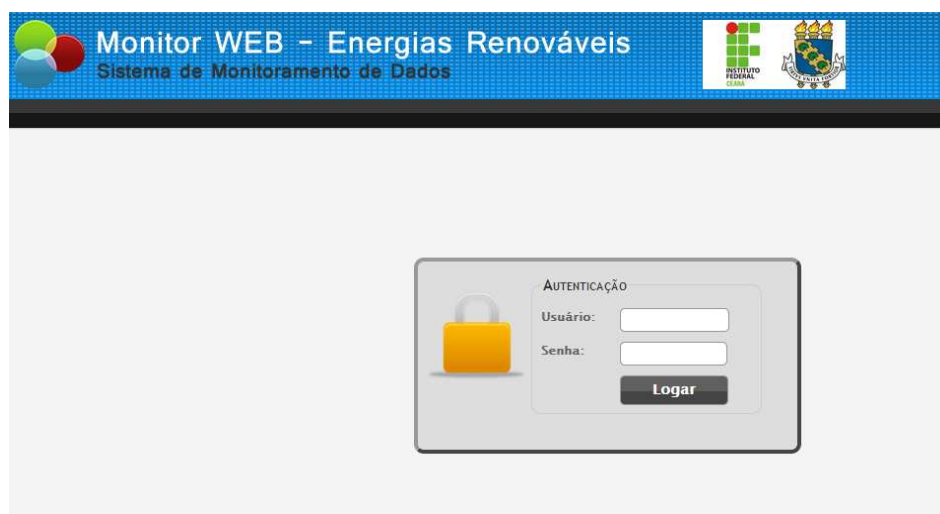 Monitor WEB - Energias Renováveis
Sistema de Monitoramento de Dados
INSTITUTO
FEDERAL
CEARÁ
AUTENTICAÇÃO
Usuário:
Senha:
Logar